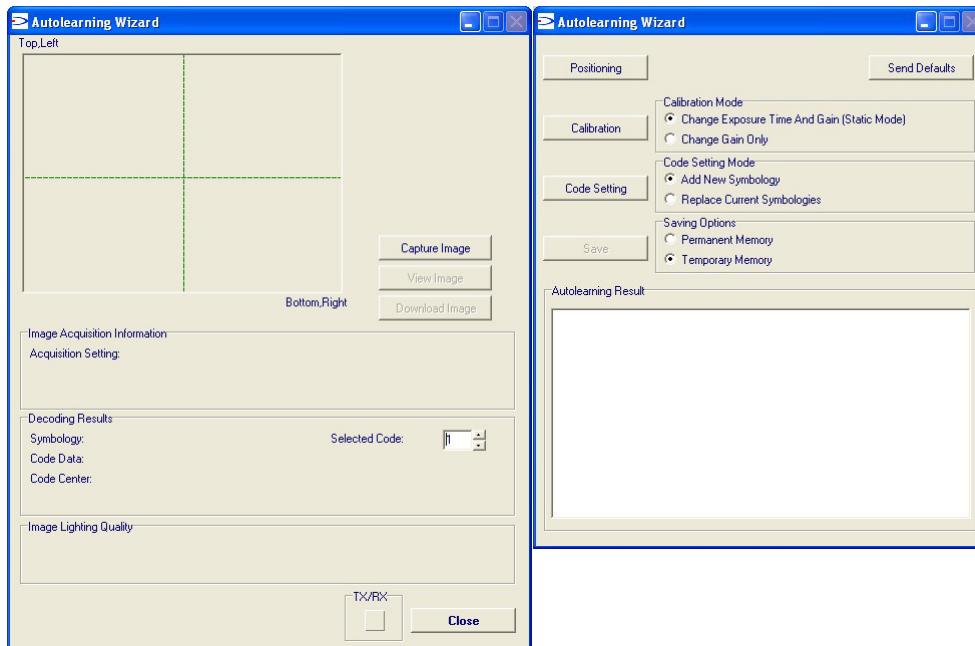 Autolearning Wizard
Top,Left
Capture Image
View Image
Bottom,Right
Download Image
Image Acquisition Information
Acquisition Setting:
Decoding Results
Symbology:
Selected Code: 1
Code Data:
Code Center:
Image Lighting Quality
TX/RX
Close
Autolearning Wizard
Positioning
Send Defaults
Calibration Mode
Calibration
Change Exposure Time And Gain (Static Mode)
Change Gain Only
Code Setting Mode
Code Setting
Add New Symbology
Replace Current Symbologies
Saving Options
Save
Permanent Memory
Temporary Memory
Autolearning Result